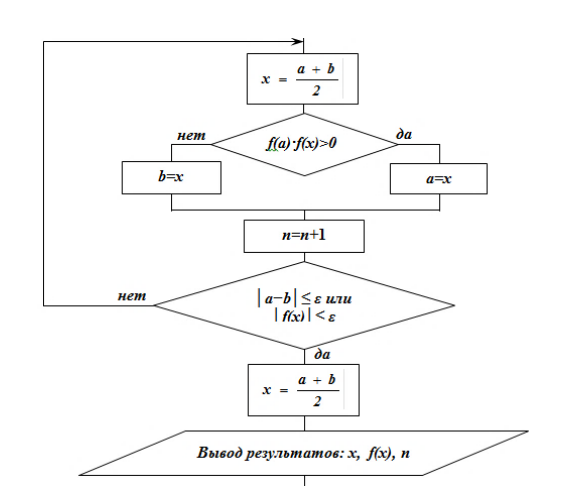 x = a + b / 2
f(a)·f(x)>0
нет
да
b=x
a=x
n=n+1
нет
|a−b| ≤ ε или
| f(x)| < ε
да
x = a + b / 2
Вывод результатов: x, f(x), n